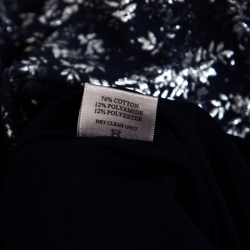 76% COTTON
12% POLYAMIDE
12% POLYESTER
DRY CLEAN ONLY